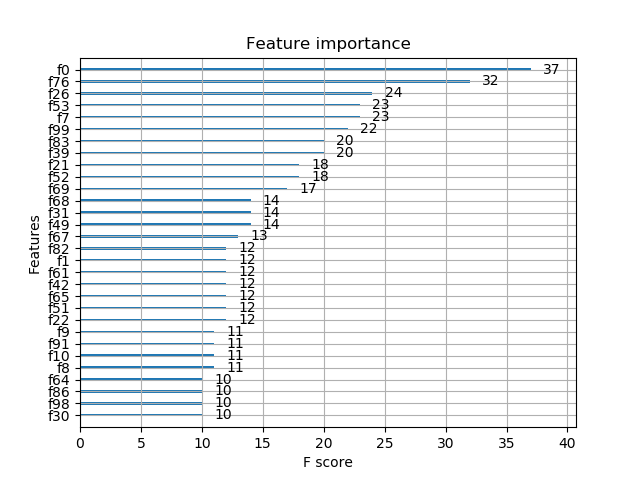 Feature importance
f0 37
f76 32
f26 24
f53 23
f7 23
f99 22
f83 20
f39 20
f21 18
f52 18
f69 17
f68 14
f31 14
f49 14
f67 13
f82 12
f1 12
f61 12
f42 12
f65 12
f51 12
f22 12
f9 11
f91 11
f10 11
f8 11
f64 10
f86 10
f98 10
f30 10
Features
0 5 10 15 20 25 30 35 40
F score